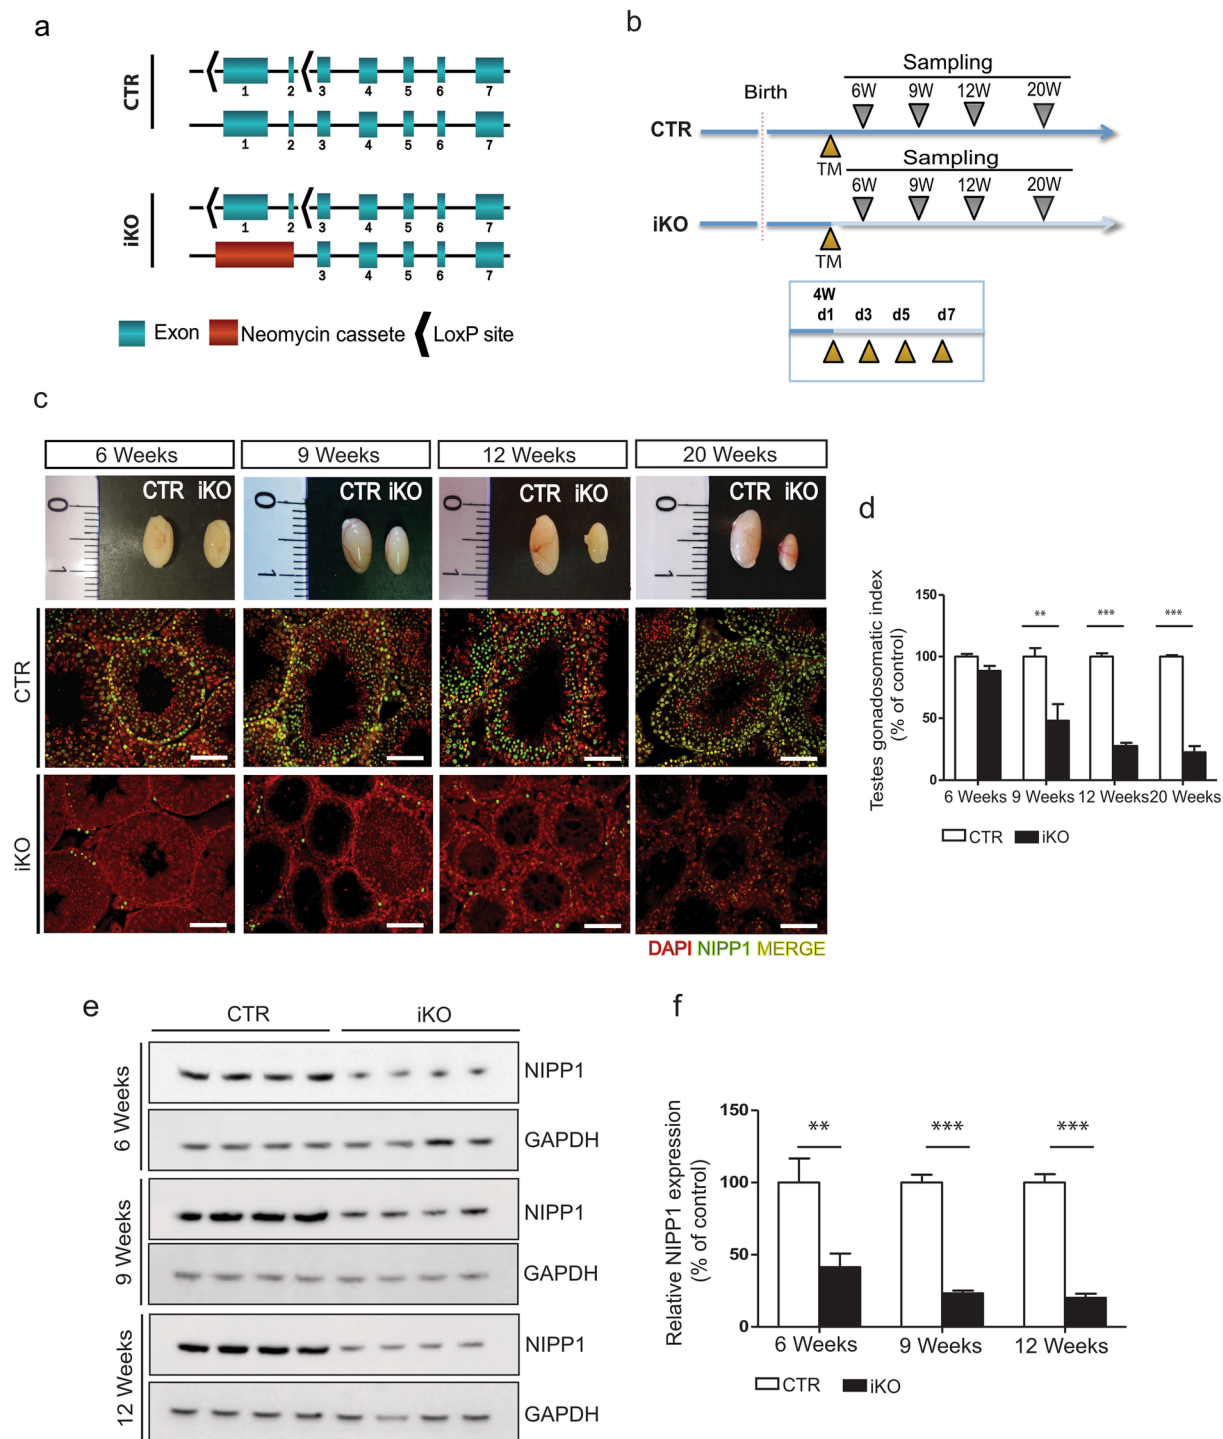 a
CTR
1 2 3 4 5 6 7
1 2 3 4 5 6 7
iKO
1 2 3 4 5 6 7
3 4 5 6 7
Exon Neomycin cassete LoxP site
b
Sampling
Birth 6W 9W 12W 20W
CTR
TM
Sampling
6W 9W 12W 20W
iKO
TM
4W
d1 d3 d5 d7
c
6 Weeks 9 Weeks 12 Weeks 20 Weeks
0 CTR iKO 0 CTR iKO 0 CTR iKO 0 CTR iKO
1 1 1 1
CTR
iKO
DAPI NIPP1 MERGE
d
Testes gonadosomatic index
(% of control)
150
100
50
0
** *** ***
6 Weeks 9 Weeks 12 Weeks 20 Weeks
CTR iKO
e
CTR iKO
6 Weeks
NIPP1
GAPDH
9 Weeks
NIPP1
GAPDH
12 Weeks
NIPP1
GAPDH
f
Relative NIPP1 expression
(% of control)
150
100
50
0
** *** ***
6 Weeks 9 Weeks 12 Weeks
CTR iKO